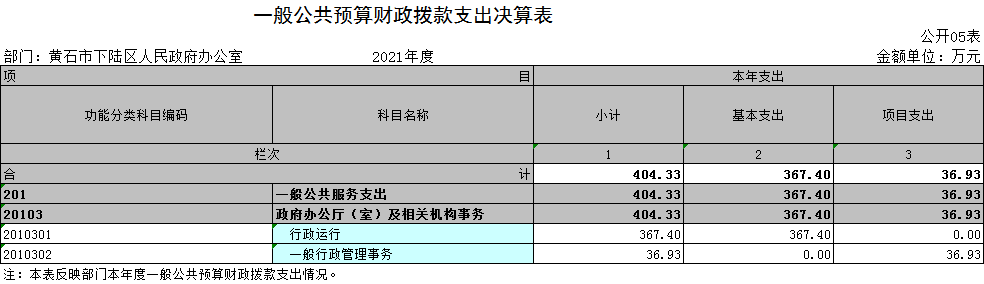 一般公共预算财政拨款支出决算表
公开05表
部门：黄石市下陆区人民政府办公室 2021年度 金额单位：万元
项 目 本年支出
功能分类科目编码 科目名称 小计 基本支出 项目支出
栏次 1 2 3
合 计 404.33 367.40 36.93
201 一般公共服务支出 404.33 367.40 36.93
20103 政府办公厅（室）及相关机构事务 404.33 367.40 36.93
2010301 行政运行 367.40 367.40 0.00
2010302 一般行政管理事务 36.93 0.00 36.93
注：本表反映部门本年度一般公共预算财政拨款支出情况。